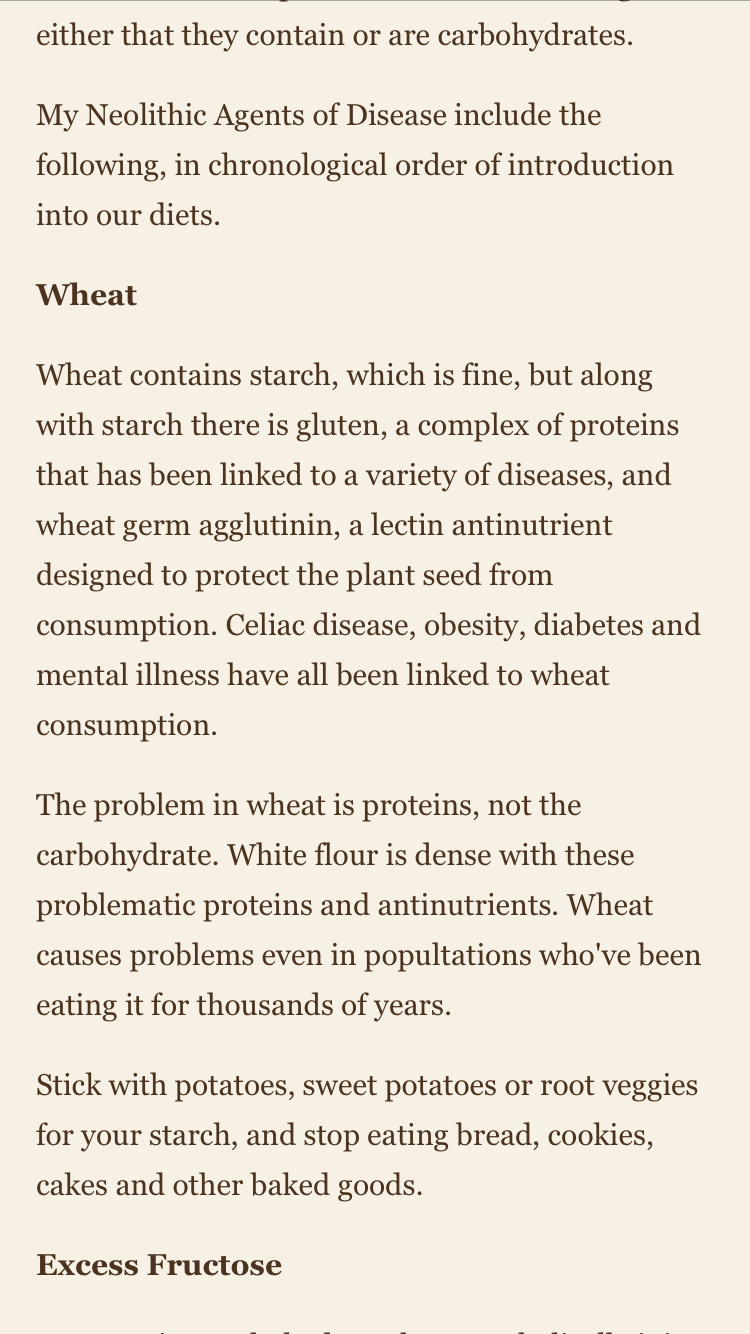 either that they contain or are carbohydrates.
My Neolithic Agents of Disease include the
following, in chronological order of introduction
into our diets.
Wheat
Wheat contains starch, which is fine, but along
with starch there is gluten, a complex of proteins
that has been linked to a variety of diseases, and
wheat germ agglutinin, a lectin antinutrient
designed to protect the plant seed from
consumption. Celiac disease, obesity, diabetes and
mental illness have all been linked to wheat
consumption.
The problem in wheat is proteins, not the
carbohydrate. White flour is dense with these
problematic proteins and antinutrients. Wheat
causes problems even in popultations who've been
eating it for thousands of years.
Stick with potatoes, sweet potatoes or root veggies
for your starch, and stop eating bread, cookies,
cakes and other baked goods.
Excess Fructose